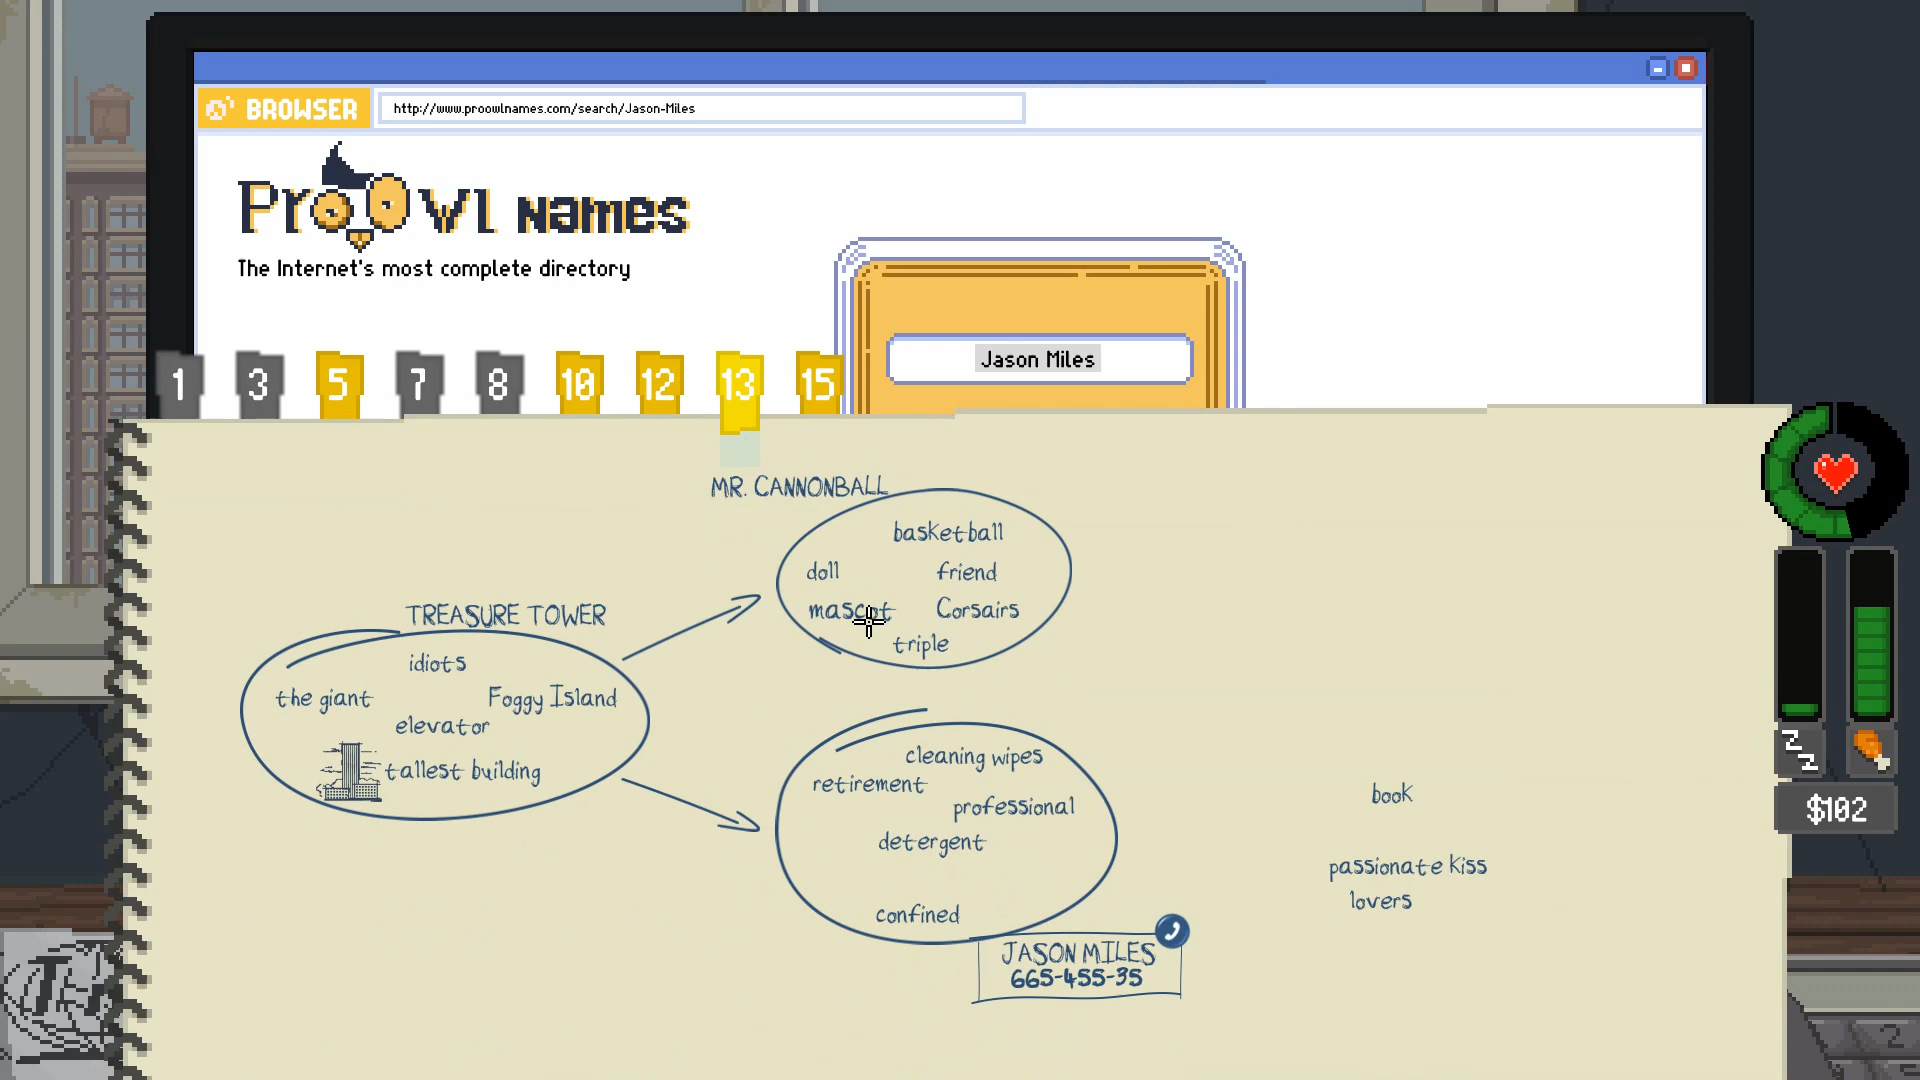 BROWSER
http://www.proowlnames.com/search/Jason-Miles
PrOOwl Names
The Internet's most complete directory
Jason Miles
1 3 5 7 8 10 12 13 15
MR. CANNONBALL
basketball
doll friend
mascot Corsairs
triple
TREASURE TOWER
idiots
the giant Foggy Island
elevator
tallest building
cleaning wipes
retirement
professional
detergent
confined
JASON MILES
665-455-35
book
passionate kiss
lovers
$102
2